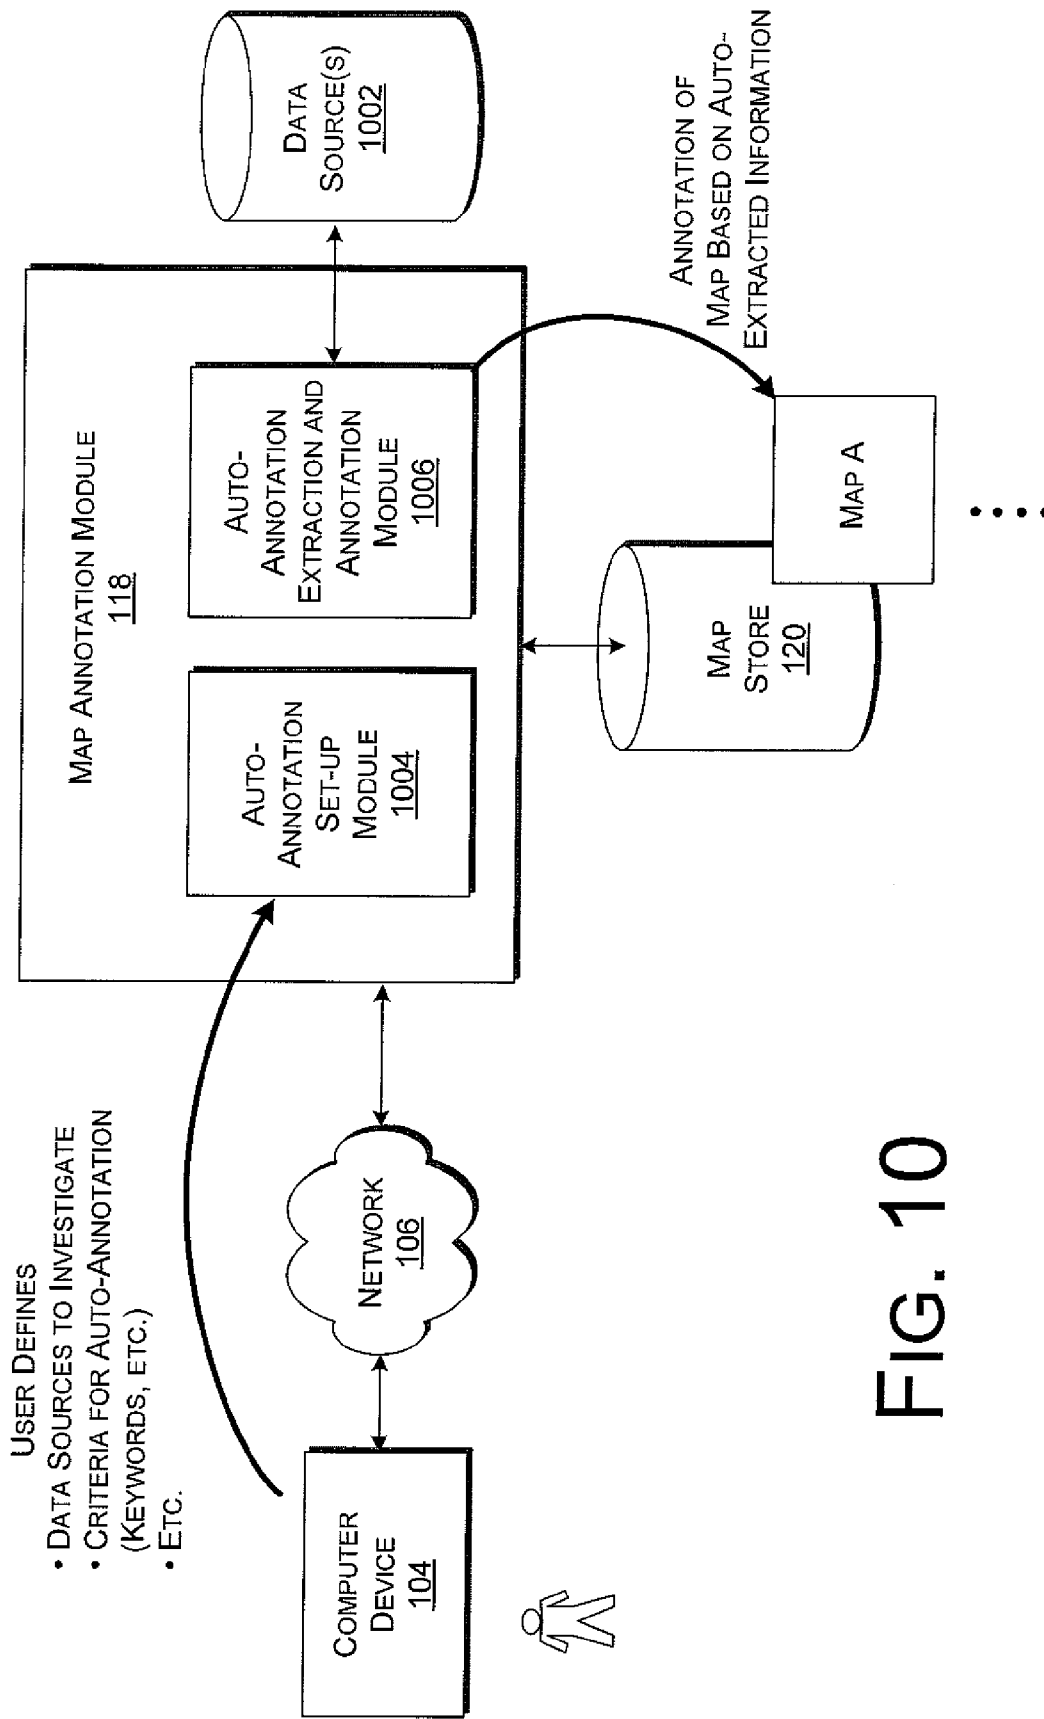 USER DEFINES
• DATA SOURCES TO INVESTIGATE
• CRITERIA FOR AUTO-ANNOTATION
(KEYWORDS, ETC.)
• ETC.
COMPUTER
DEVICE
104
NETWORK
106
MAP ANNOTATION MODULE
118
AUTO-
ANNOTATION
SET-UP
MODULE
1004
AUTO-
ANNOTATION
EXTRACTION AND
ANNOTATION
MODULE
1006
DATA
SOURCE(S)
1002
MAP
STORE
120
MAP A
ANNOTATION OF
MAP BASED ON AUTO-
EXTRACTED INFORMATION
FIG. 10